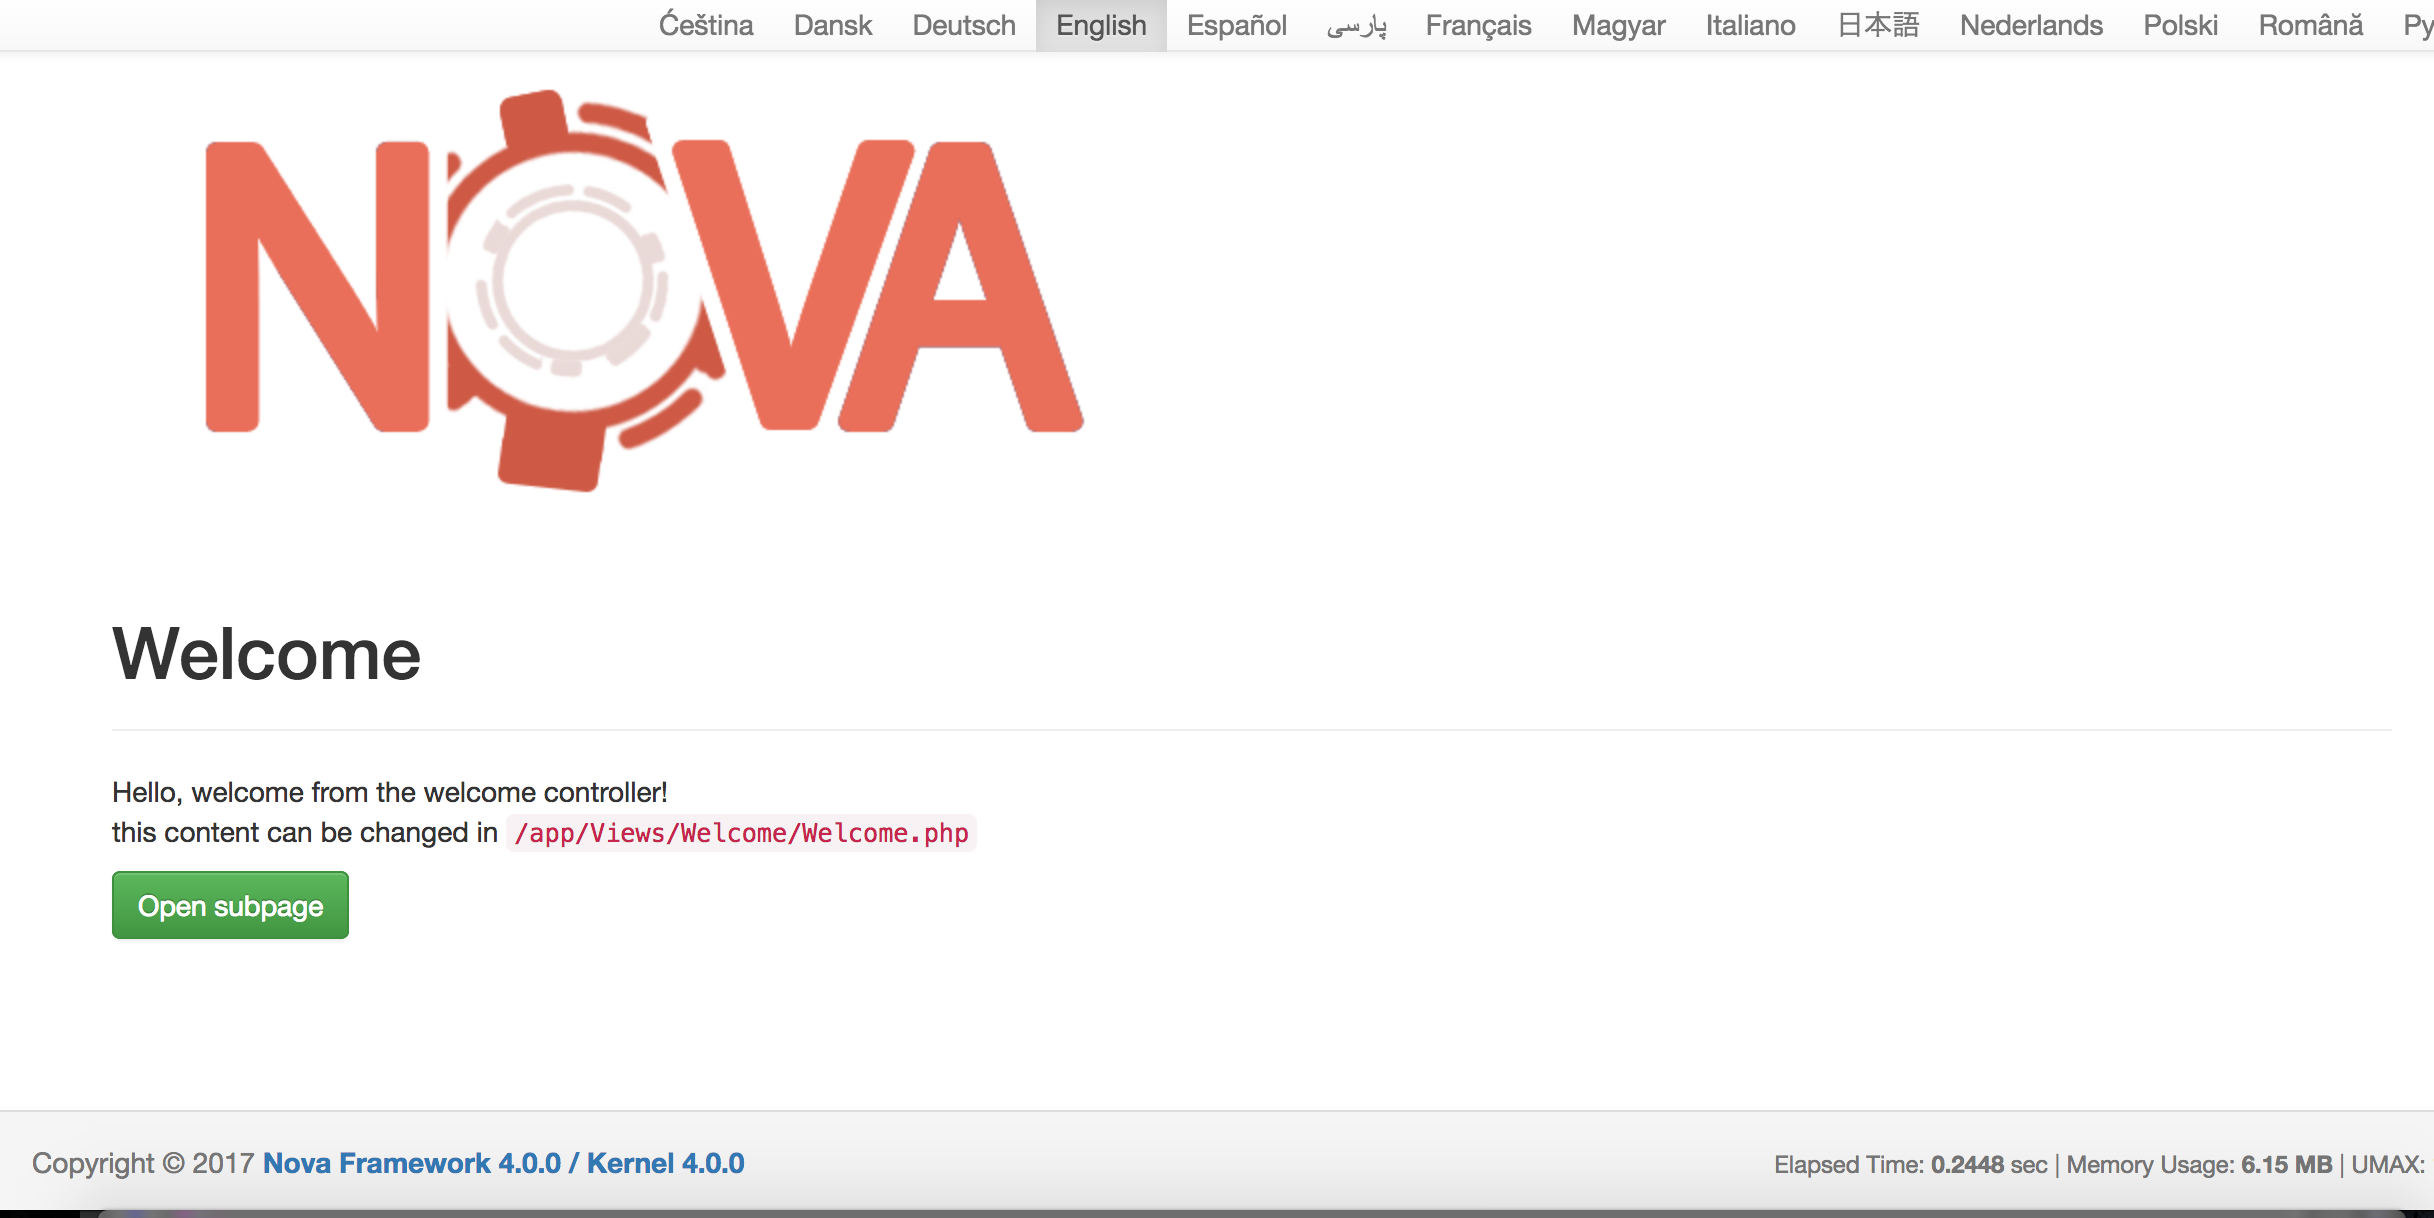 Ćeština Dansk Deutsch English Español پارسی Français Magyar Italiano 日本語 Nederlands Polski Română
NOVA
Welcome
Hello, welcome from the welcome controller!
this content can be changed in /app/Views/Welcome/Welcome.php
Open subpage
Copyright © 2017 Nova Framework 4.0.0 / Kernel 4.0.0
Elapsed Time: 0.2448 sec | Memory Usage: 6.15 MB | UMAX: